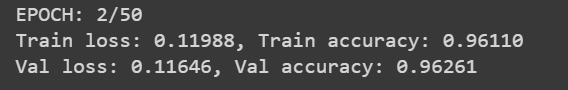 EPOCH: 2/50
Train loss: 0.11988, Train accuracy: 0.96110
Val loss: 0.11646, Val accuracy: 0.96261